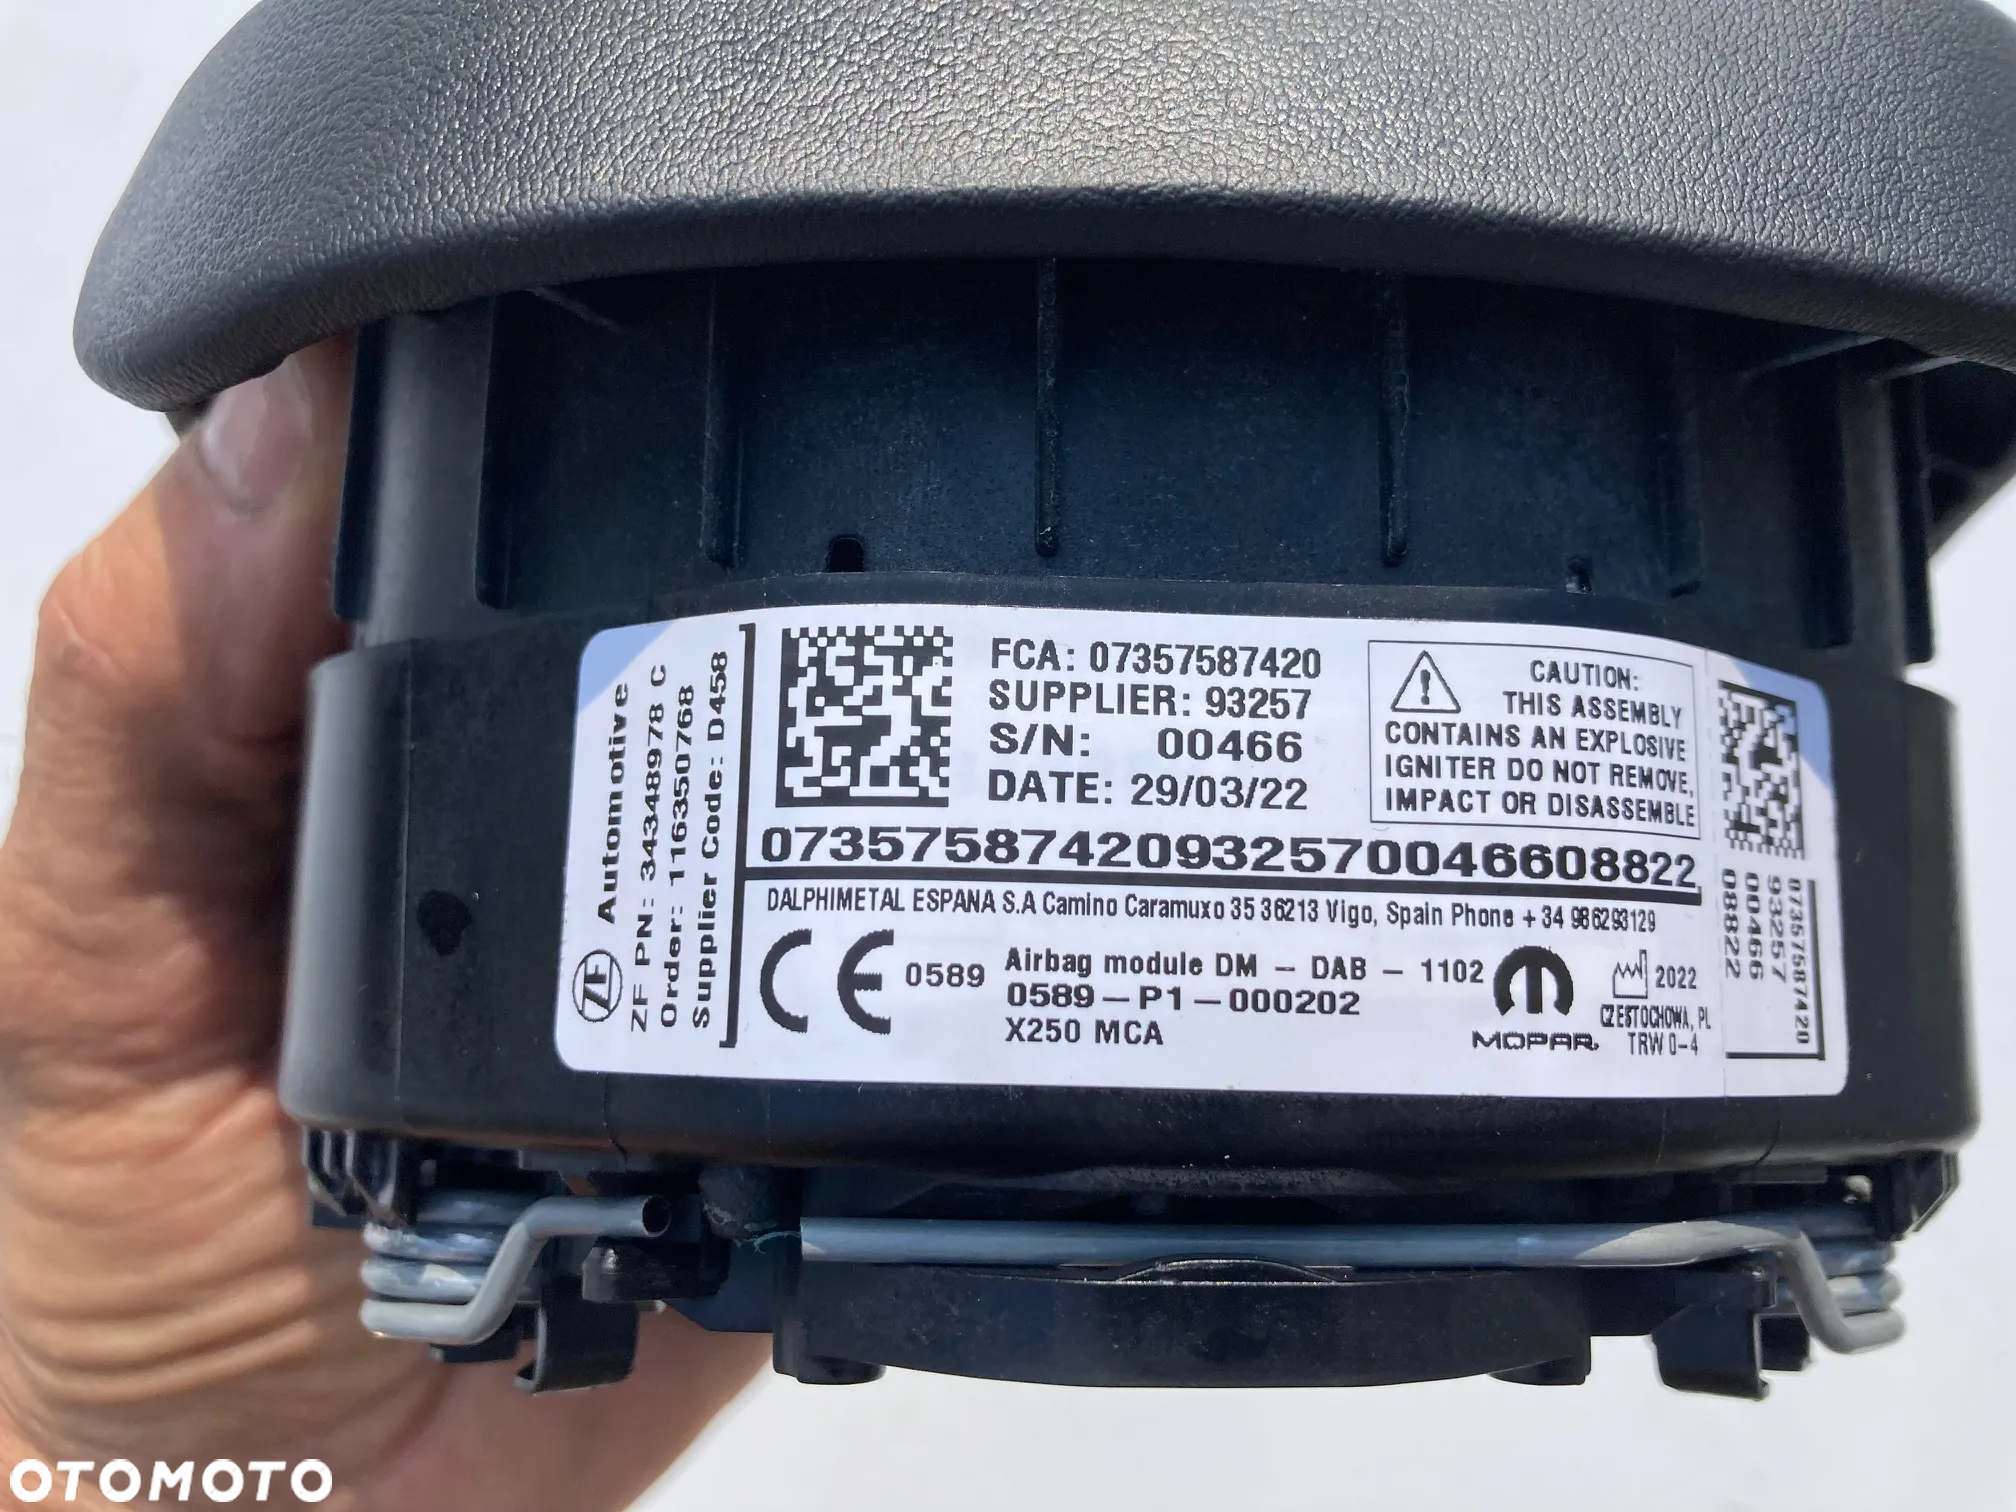 ZF Automotive
ZF PN: 34348978 C
Order: 116350768
Supplier Code: D458
FCA: 07357587420
SUPPLIER: 93257
S/N: 00466
DATE: 29/03/22
CAUTION:
THIS ASSEMBLY
CONTAINS AN EXPLOSIVE
IGNITER DO NOT REMOVE,
IMPACT OR DISASSEMBLE
07357587420932570046608822
DALPHIMETAL ESPANA S.A Camino Caramuxo 35 36213 Vigo, Spain Phone + 34 986293129
CE 0589
Airbag module DM - DAB - 1102
0589-P1-000202
X250 MCA
MOPAR
2022
CZESTOCHOWA, PL
TRW 0-4
07357587420
93257
00466
08822
OTOMOTO